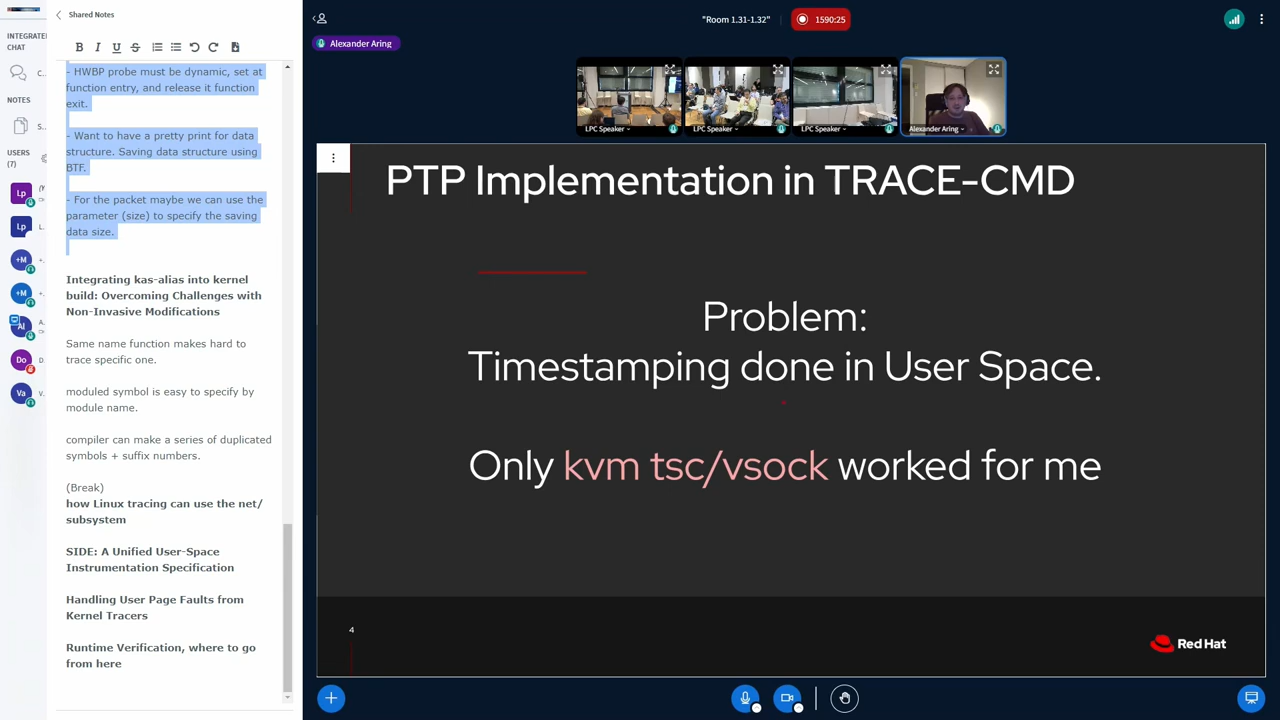 INTEGRATE
CHAT
C..
NOTES
S..
USERS
(7)
Lp
Lp
L..
+M
+M
Al
A.
Do
D.
Va
V..
Shared Notes
B I U S
- HWBP probe must be dynamic, set at
function entry, and release it function
exit.
- Want to have a pretty print for data
structure. Saving data structure using
BTF.
- For the packet maybe we can use the
parameter (size) to specify the saving
data size.
Integrating kas-alias into kernel
build: Overcoming Challenges with
Non-Invasive Modifications
Same name function makes hard to
trace specific one.
moduled symbol is easy to specify by
module name.
compiler can make a series of duplicated
symbols + suffix numbers.
(Break)
how Linux tracing can use the net/
subsystem
SIDE: A Unified User-Space
Instrumentation Specification
Handling User Page Faults from
Kernel Tracers
Runtime Verification, where to go
from here
"Room 1.31-1.32"
1590:25
Alexander Aring
LPC Speaker
LPC Speaker
LPC Speaker
Alexander Aring
PTP Implementation in TRACE-CMD
Problem:
Timestamping done in User Space.
Only kvm tsc/vsock worked for me
4
Red Hat